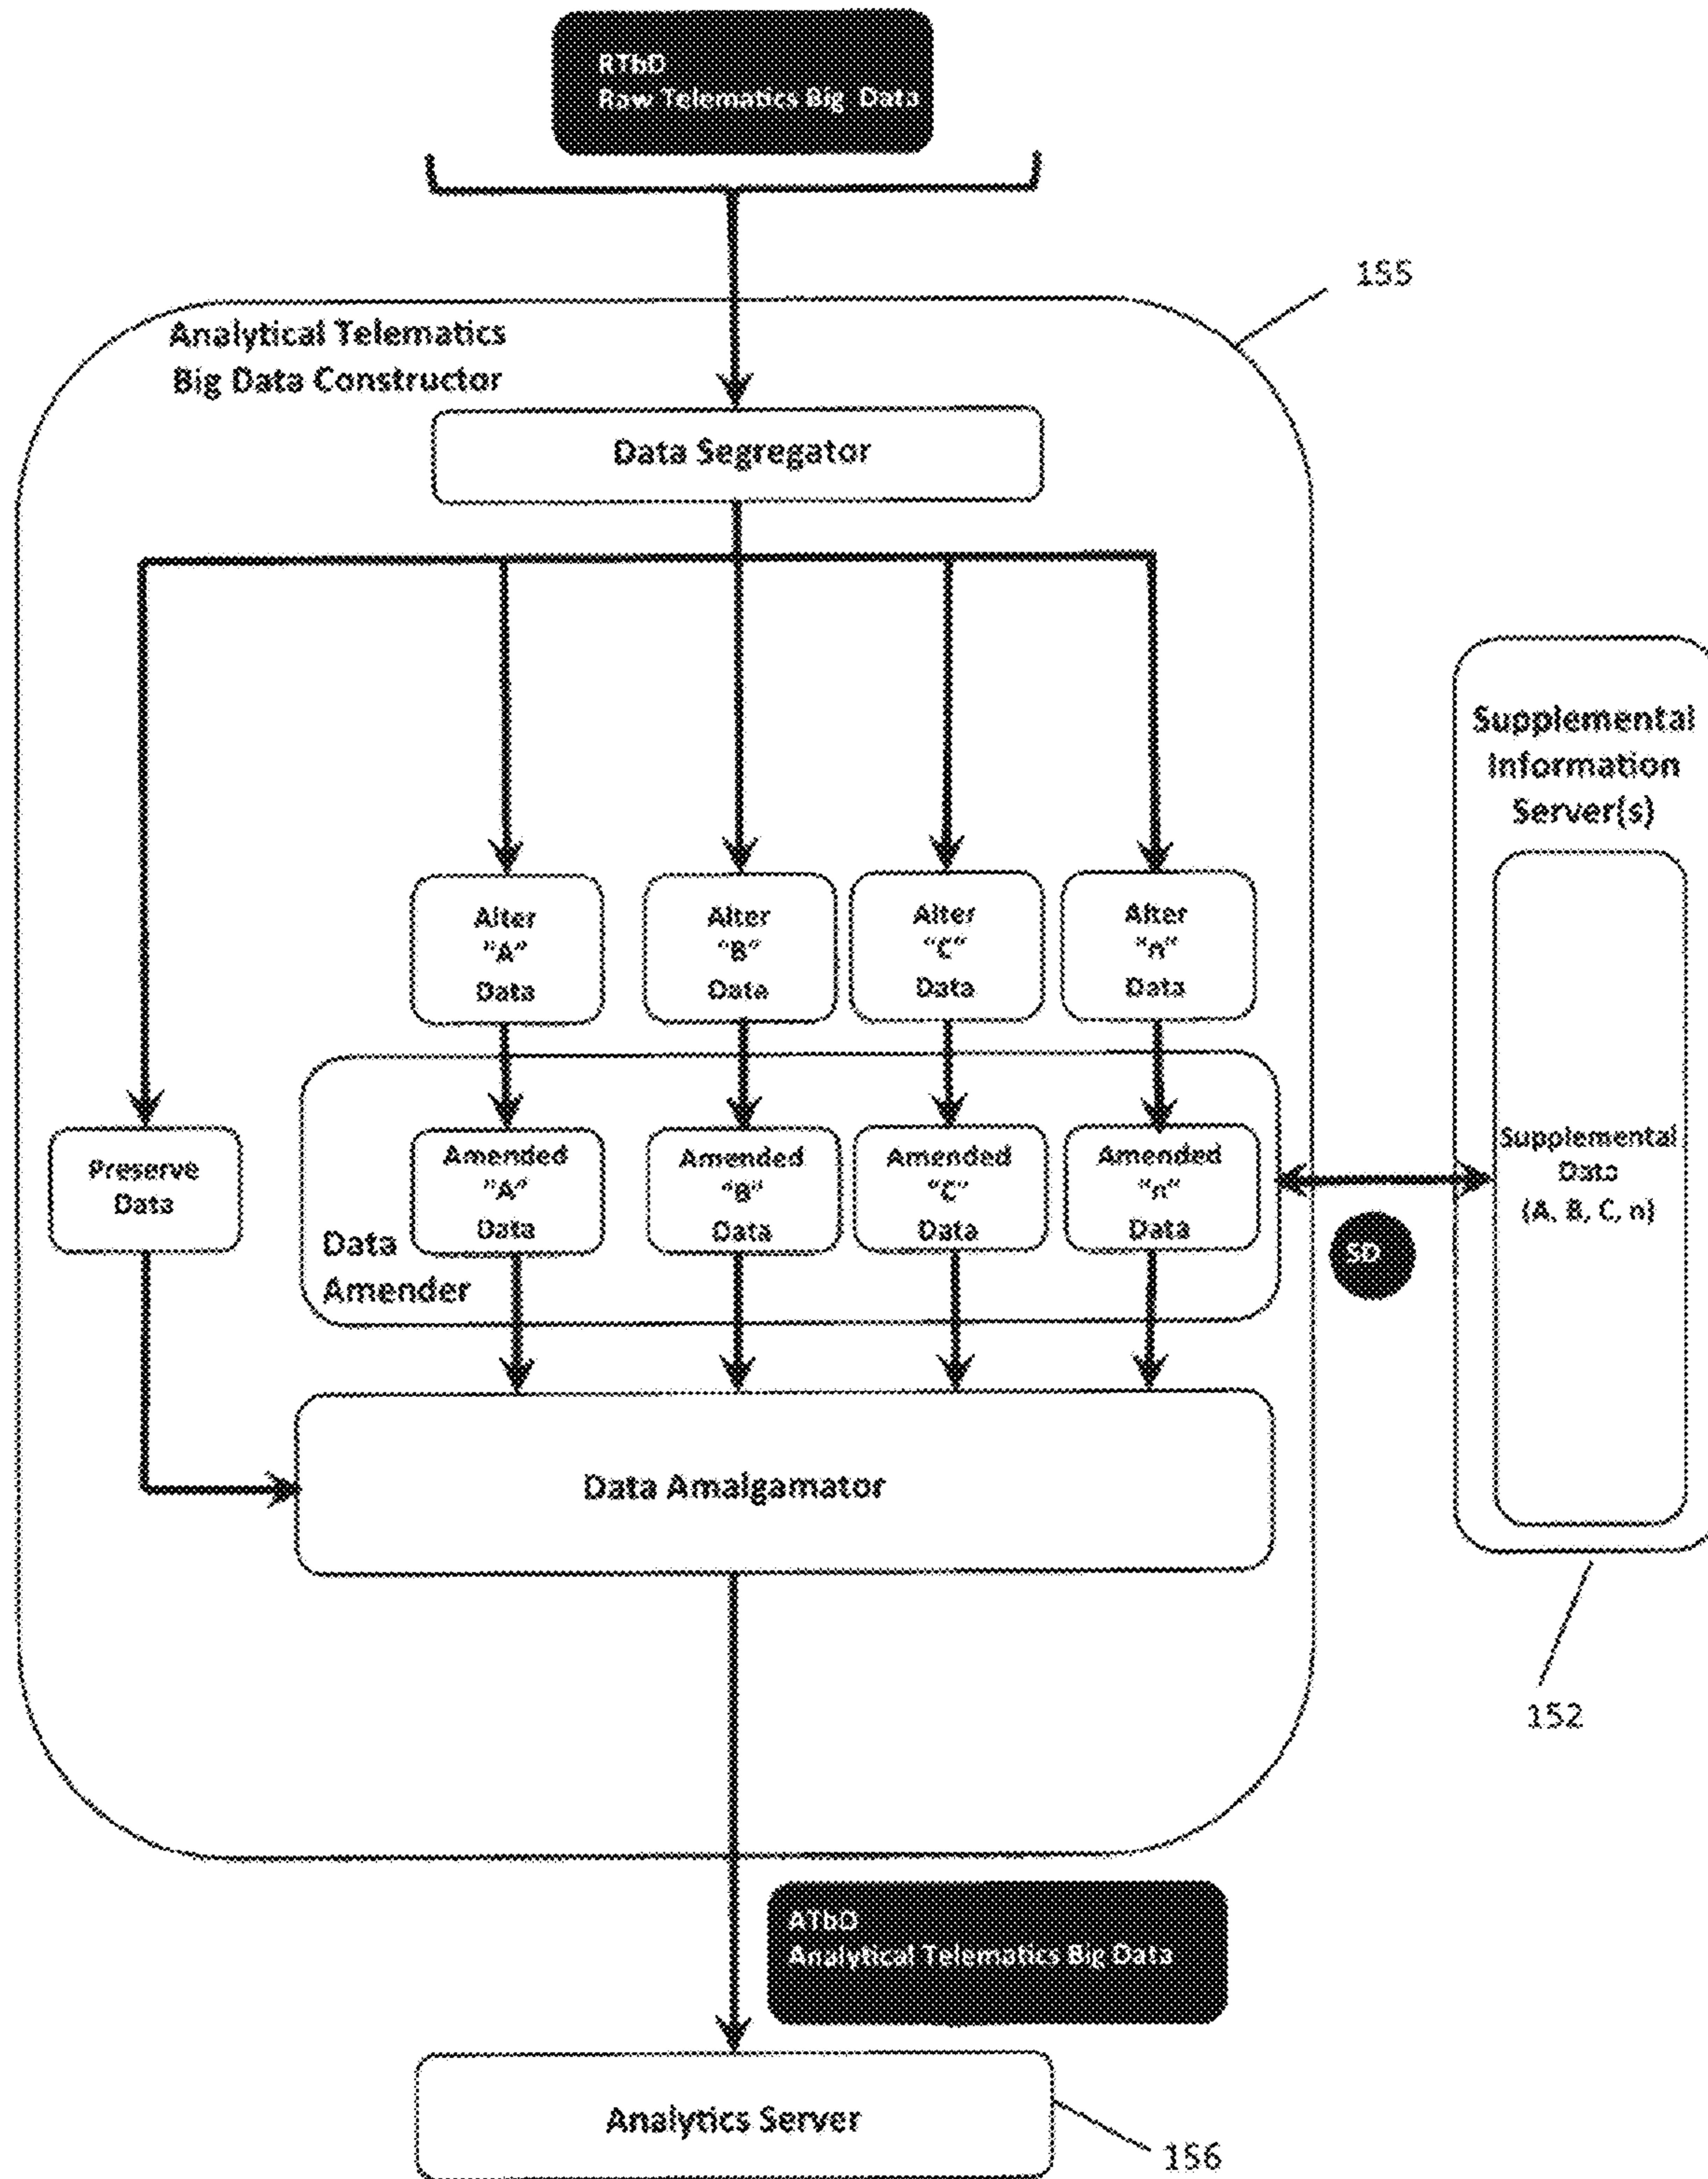 RTbD
Raw Telematics Big Data
155
Analytical Telematics
Big Data Constructor
Data Segregator
Supplemental
Information
Server(s)
Alter
"A"
Data
Alter
"B"
Data
Alter
"C"
Data
Alter
"n"
Data
Preserve
Data
Amended
"A"
Data
Amended
"B"
Data
Amended
"C"
Data
Amended
"n"
Data
Data
Amender
Supplemental
Data
(A, B, C, n)
SD
Data Amalgamator
152
ATbD
Analytical Telematics Big Data
Analytics Server
156